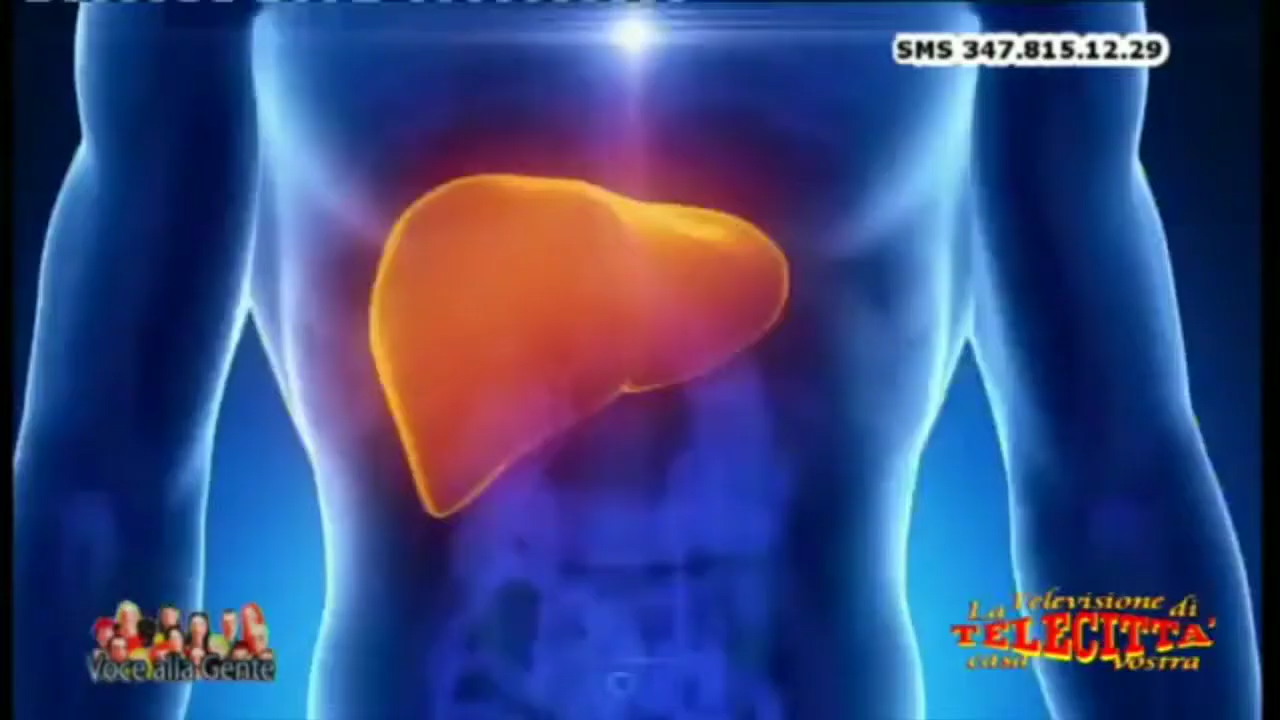 SMS 347.815.12.29
Voce alla Gente
La Televisione di
TELECITTA'
casa Vostra